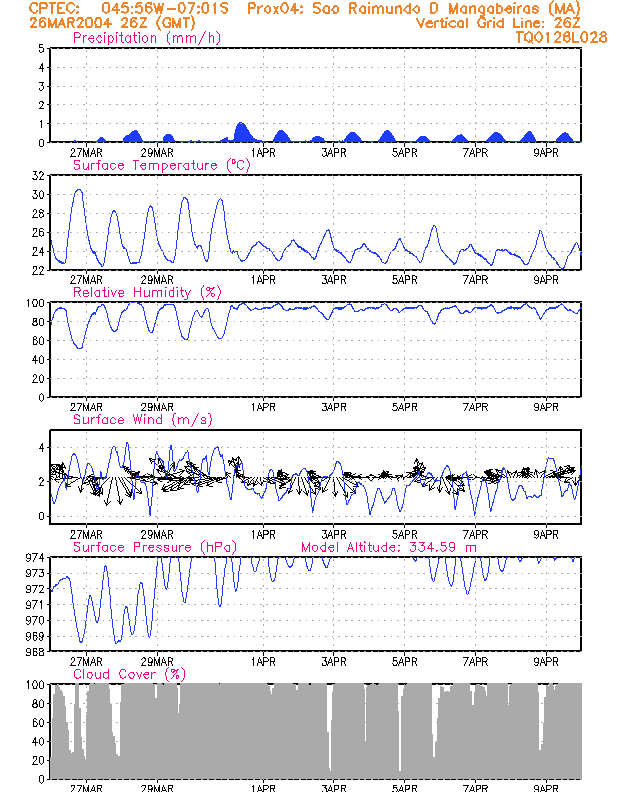 CPTEC: 045:56W-07:01S Prox04: Sao Raimundo D Mangabeiras (MA)
26MAR2004 26Z (GMT) Vertical Grid Line: 26Z
Precipitation (mm/h) TQ0126L028
5
4
3
2
1
0
27MAR 29MAR 1APR 3APR 5APR 7APR 9APR
Surface Temperature (°C)
32
30
28
26
24
22
27MAR 29MAR 1APR 3APR 5APR 7APR 9APR
Relative Humidity (%)
100
80
60
40
20
0
27MAR 29MAR 1APR 3APR 5APR 7APR 9APR
Surface Wind (m/s)
4
2
0
27MAR 29MAR 1APR 3APR 5APR 7APR 9APR
Surface Pressure (hPa) Model Altitude: 334.59 m
974
973
972
971
970
969
968
27MAR 29MAR 1APR 3APR 5APR 7APR 9APR
Cloud Cover (%)
100
80
60
40
20
0
27MAR 29MAR 1APR 3APR 5APR 7APR 9APR